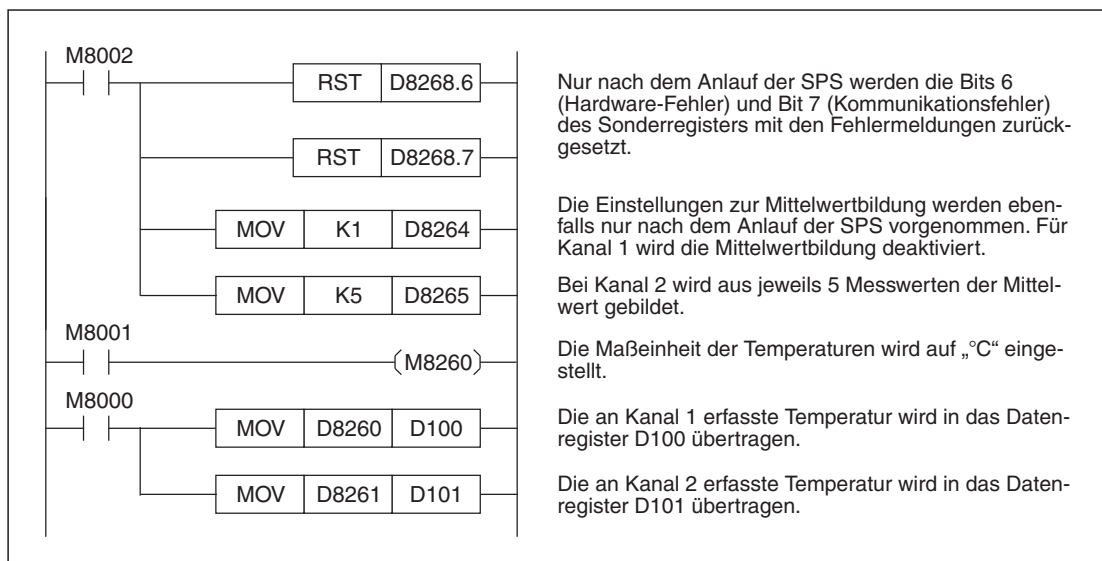 M8002
RST D8268.6
Nur nach dem Anlauf der SPS werden die Bits 6
(Hardware-Fehler) und Bit 7 (Kommunikationsfehler)
des Sonderregisters mit den Fehlermeldungen zurück-
gesetzt.
RST D8268.7
MOV K1 D8264
Die Einstellungen zur Mittelwertbildung werden eben-
falls nur nach dem Anlauf der SPS vorgenommen. Für
Kanal 1 wird die Mittelwertbildung deaktiviert.
MOV K5 D8265
Bei Kanal 2 wird aus jeweils 5 Messwerten der Mittel-
wert gebildet.
M8001
M8260
Die Maßeinheit der Temperaturen wird auf „°C“ einge-
stellt.
M8000
MOV D8260 D100
Die an Kanal 1 erfasste Temperatur wird in das Daten-
register D100 übertragen.
MOV D8261 D101
Die an Kanal 2 erfasste Temperatur wird in das Daten-
register D101 übertragen.